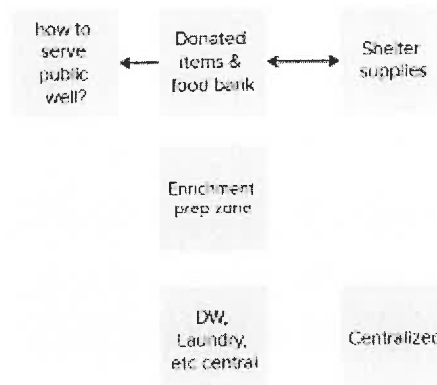 how to
serve
public
well?
Donated
items &
food bank
Shelter
supplies
Enrichment
prep zone
DW,
Laundry,
etc central
Centralized